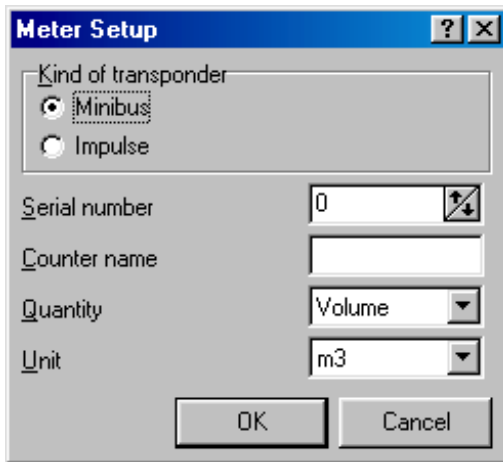 Meter Setup
Kind of transponder
Minibus
Impulse
Serial number 0
Counter name
Quantity Volume
Unit m3
OK Cancel